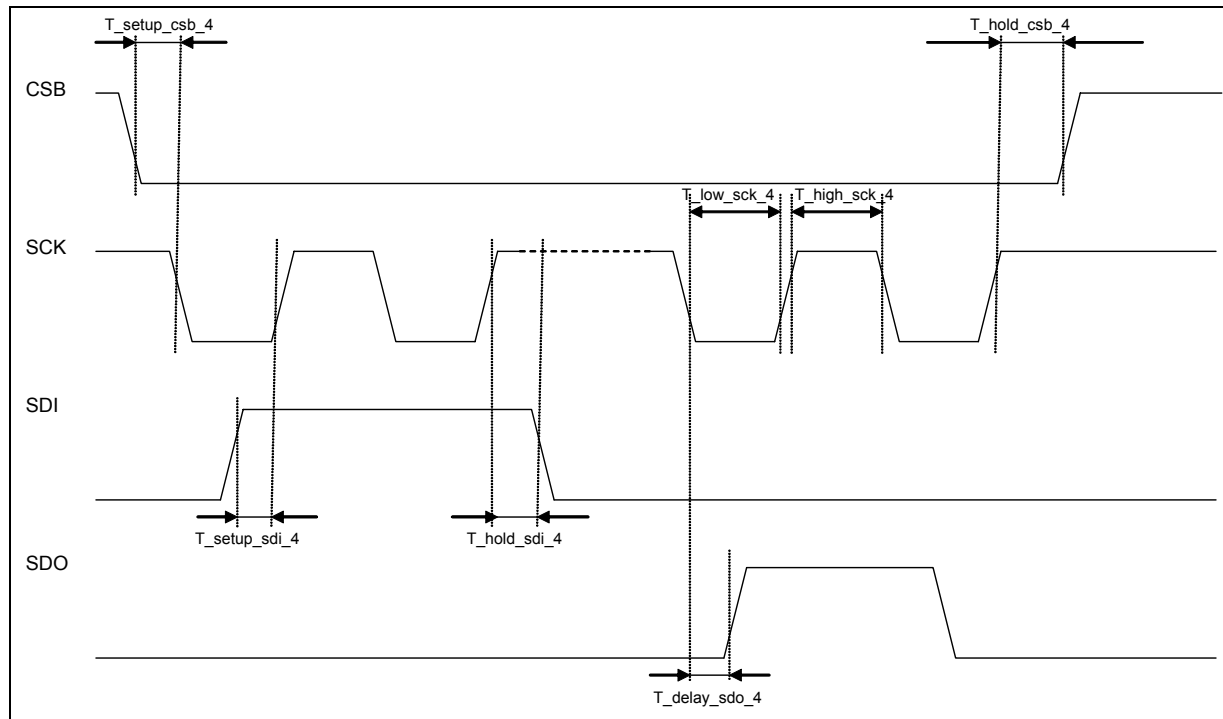 T_setup_csb_4
T_hold_csb_4
CSB
T_low_sck_4
T_high_sck_4
SCK
SDI
T_setup_sdi_4
T_hold_sdi_4
SDO
T_delay_sdo_4